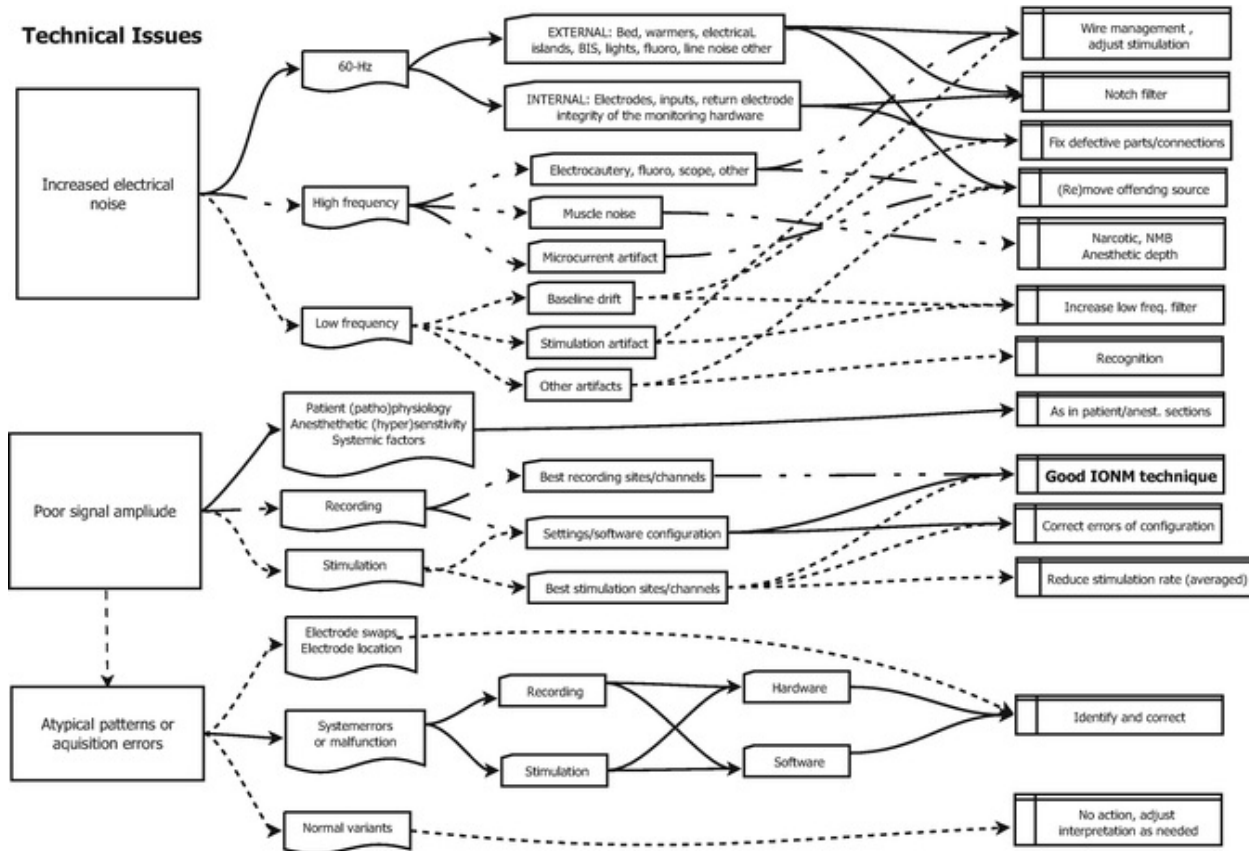 Technical Issues
Increased electrical
noise
60-Hz
EXTERNAL: Bed, warmers, electricaL
islands, BIS, lights, fluoro, line noise other
INTERNAL: Electrodes, inputs, return electrode
integrity of the monitoring hardware
High frequency
Electrocautery, fluoro, scope, other
Muscle noise
Microcurrent artifact
Low frequency
Baseline drift
Stimulation artifact
Other artifacts
Wire management ,
adjust stimulation
Notch filter
Fix defective parts/connections
(Re)move offendng source
Narcotic, NMB
Anesthetic depth
Increase low freq. filter
Recognition
Poor signal ampliude
Patient (patho)physiology
Anesthethetic (hyper)senstivity
Systemic factors
As in patient/anest. sections
Recording
Best recording sites/channels
Good IONM technique
Settings/software configuration
Correct errors of configuration
Stimulation
Best stimulation sites/channels
Reduce stimulation rate (averaged)
Atypical patterns or
aquisition errors
Electrode swaps
Electrode location
Systemerrors
or malfunction
Recording
Stimulation
Hardware
Software
Identify and correct
Normal variants
No action, adjust
interpretation as needed